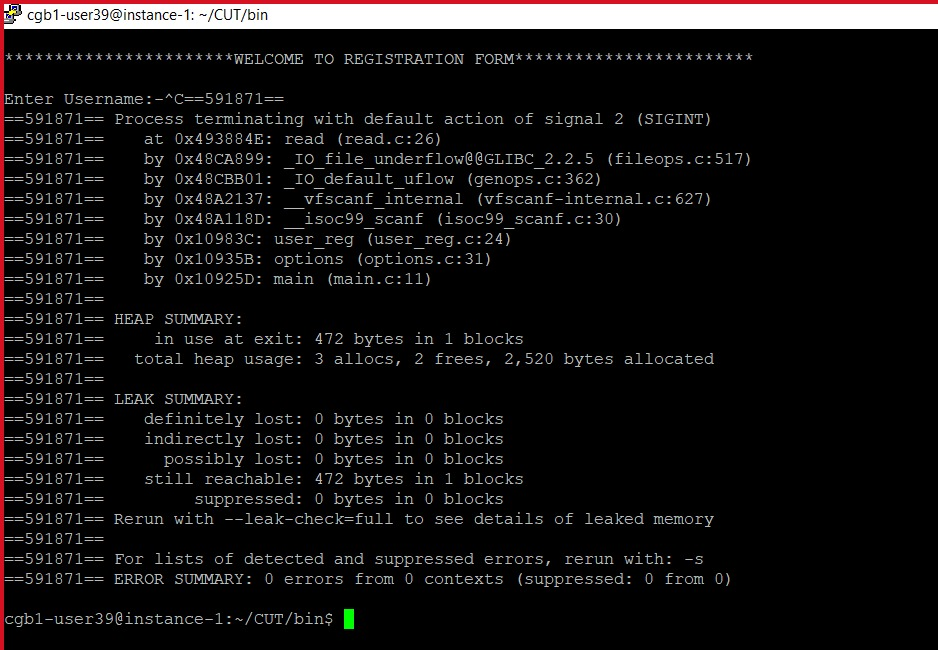 cgb1-user39@instance-1: ~/CUT/bin
***********************WELCOME TO REGISTRATION FORM************************
Enter Username:-^C==591871==
==591871== Process terminating with default action of signal 2 (SIGINT)
==591871==    at 0x493884E: read (read.c:26)
==591871==    by 0x48CA899: _IO_file_underflow@@GLIBC_2.2.5 (fileops.c:517)
==591871==    by 0x48CBB01: _IO_default_uflow (genops.c:362)
==591871==    by 0x48A2137: __vfscanf_internal (vfscanf-internal.c:627)
==591871==    by 0x48A118D: __isoc99_scanf (isoc99_scanf.c:30)
==591871==    by 0x10983C: user_reg (user_reg.c:24)
==591871==    by 0x10935B: options (options.c:31)
==591871==    by 0x10925D: main (main.c:11)
==591871==
==591871== HEAP SUMMARY:
==591871==     in use at exit: 472 bytes in 1 blocks
==591871==   total heap usage: 3 allocs, 2 frees, 2,520 bytes allocated
==591871==
==591871== LEAK SUMMARY:
==591871==    definitely lost: 0 bytes in 0 blocks
==591871==    indirectly lost: 0 bytes in 0 blocks
==591871==      possibly lost: 0 bytes in 0 blocks
==591871==    still reachable: 472 bytes in 1 blocks
==591871==         suppressed: 0 bytes in 0 blocks
==591871== Rerun with --leak-check=full to see details of leaked memory
==591871==
==591871== For lists of detected and suppressed errors, rerun with: -s
==591871== ERROR SUMMARY: 0 errors from 0 contexts (suppressed: 0 from 0)
cgb1-user39@instance-1:~/CUT/bin$